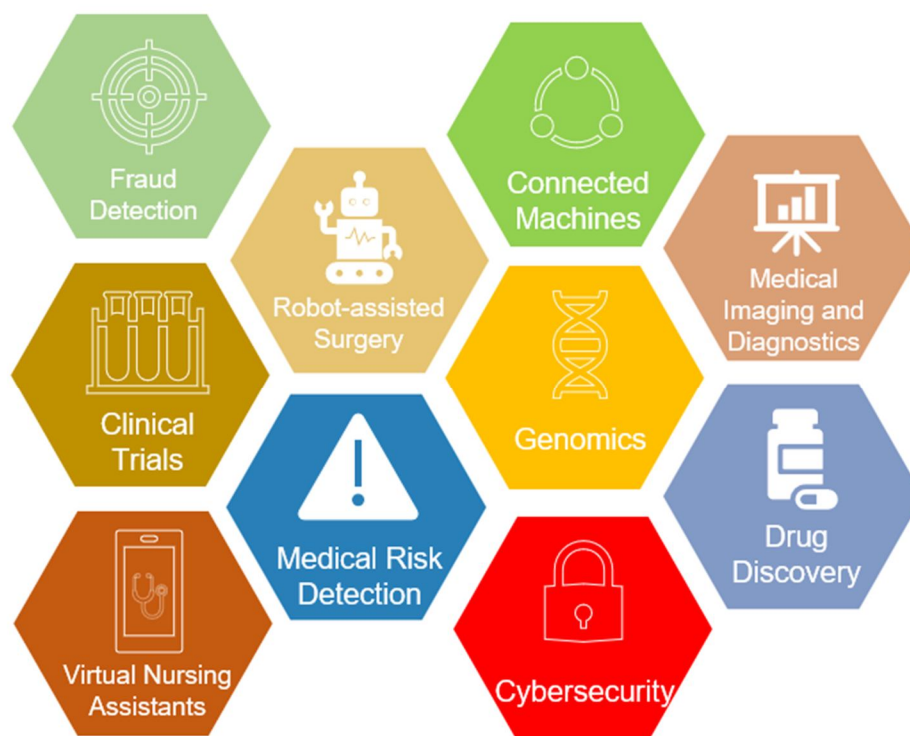 Fraud
Detection
Connected
Machines
Robot-assisted
Surgery
Medical
Imaging and
Diagnostics
Clinical
Trials
Genomics
Medical Risk
Detection
Drug
Discovery
Virtual Nursing
Assistants
Cybersecurity